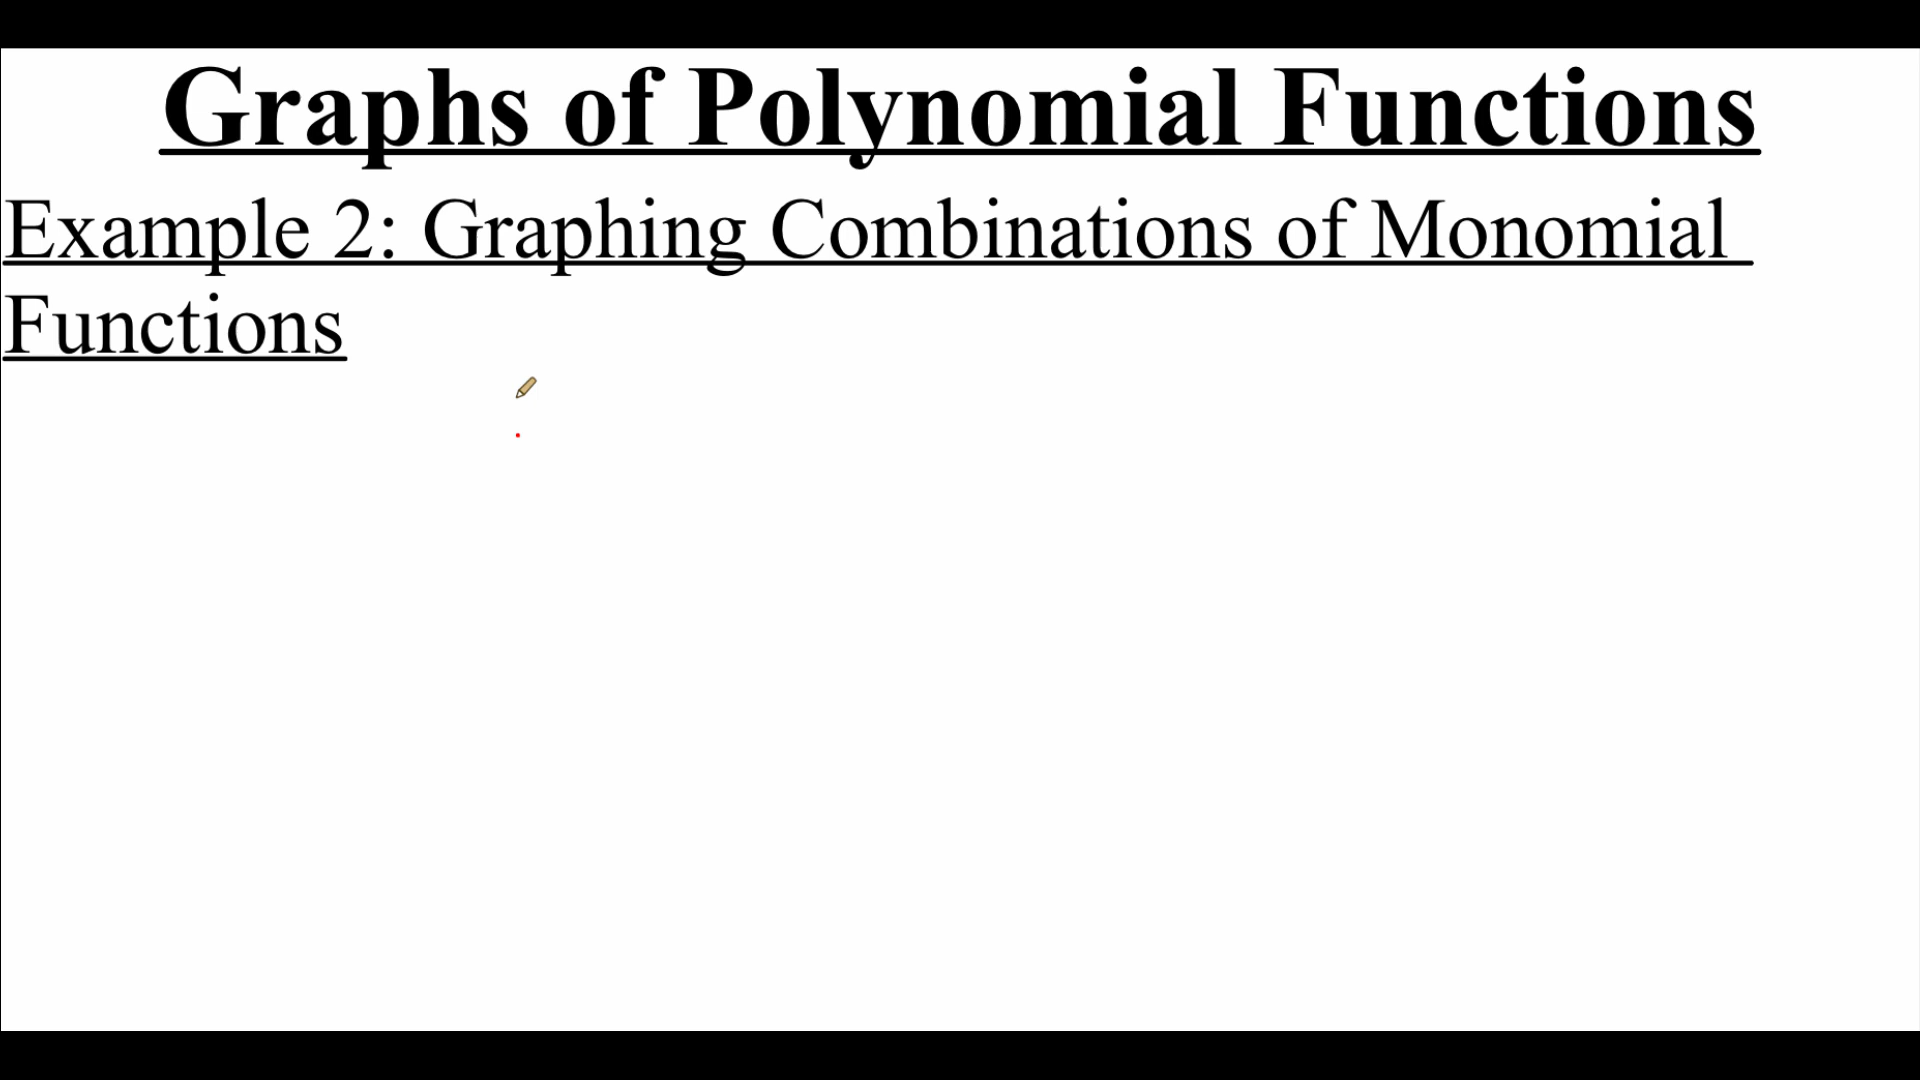 Graphs of Polynomial Functions
Example 2: Graphing Combinations of Monomial
Functions